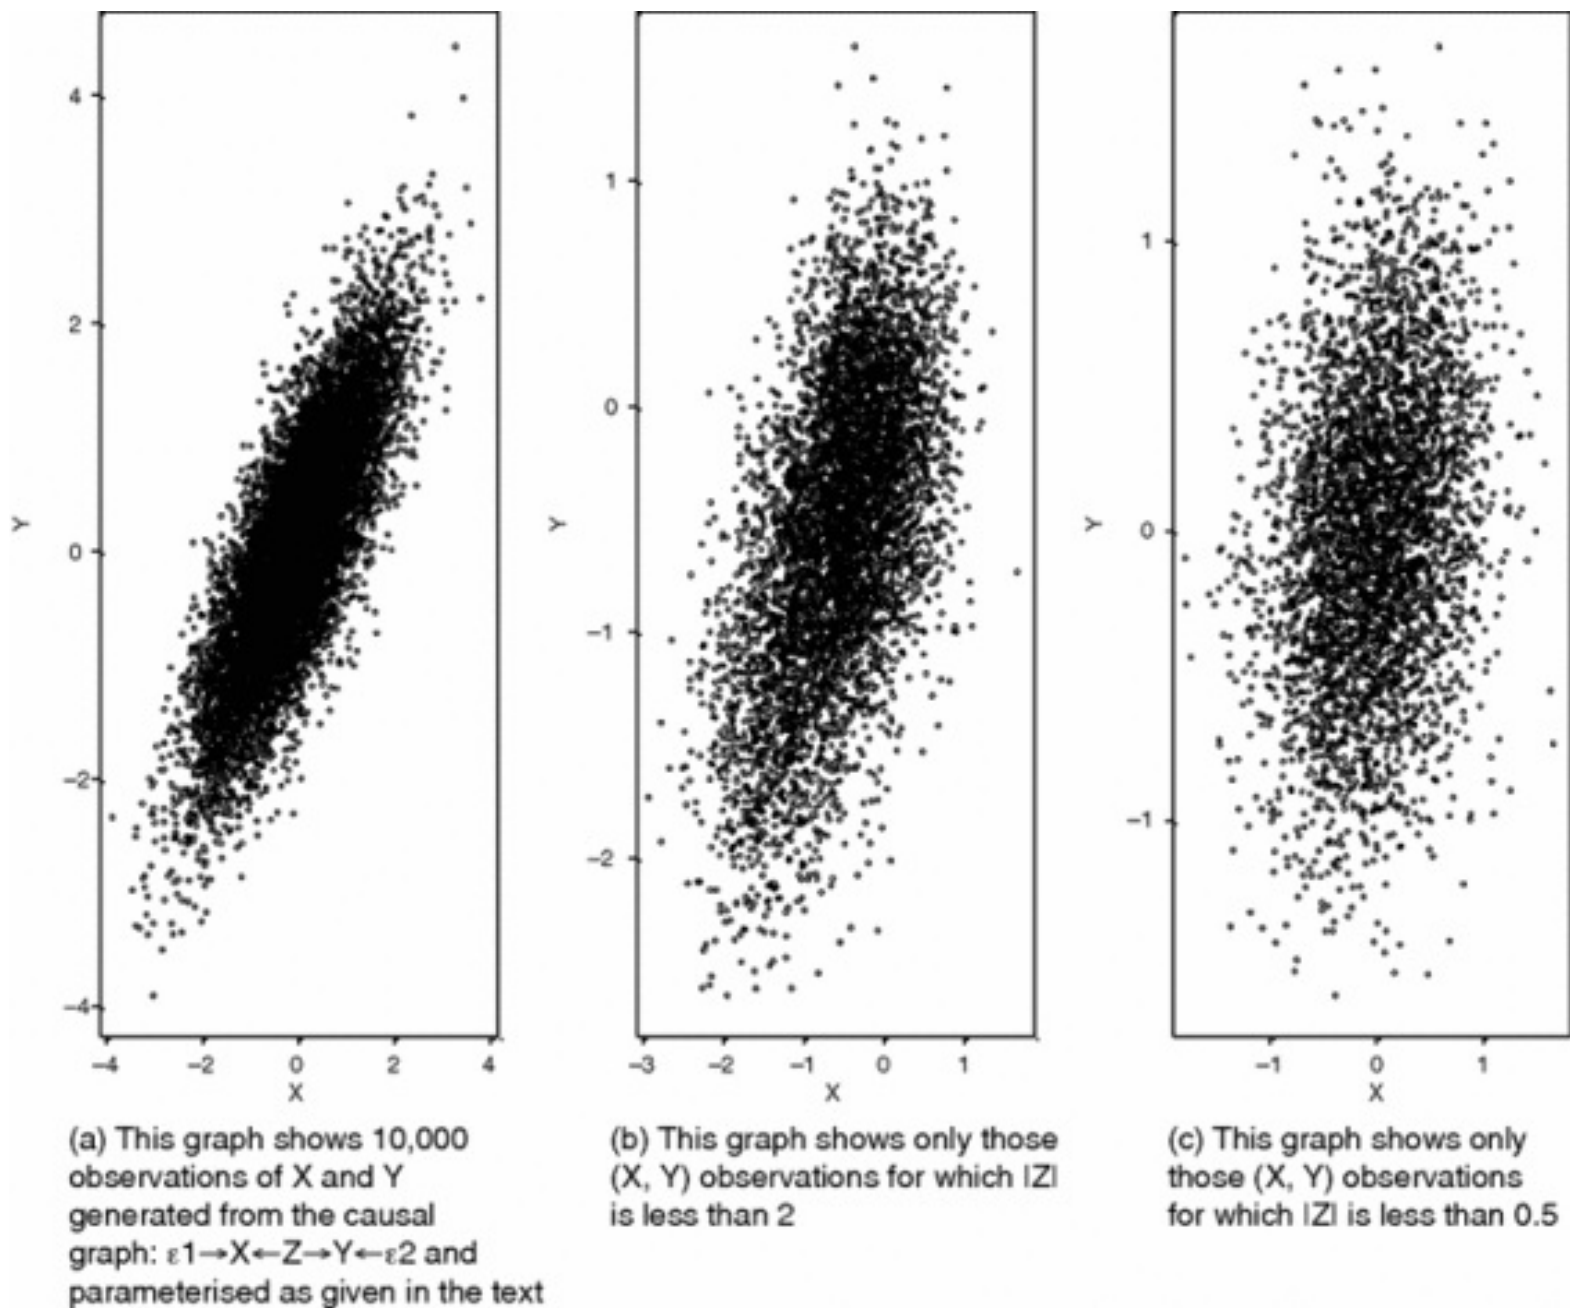 4
2
0
−2
−4
Y
−4 −2 0 2 4
X
1
0
−1
−2
Y
−3 −2 −1 0 1
X
1
0
−1
Y
−1 0 1
X
(a) This graph shows 10,000
observations of X and Y
generated from the causal
graph: ε1→X←Z→Y←ε2 and
parameterised as given in the text
(b) This graph shows only those
(X, Y) observations for which |Z|
is less than 2
(c) This graph shows only
those (X, Y) observations
for which |Z| is less than 0.5